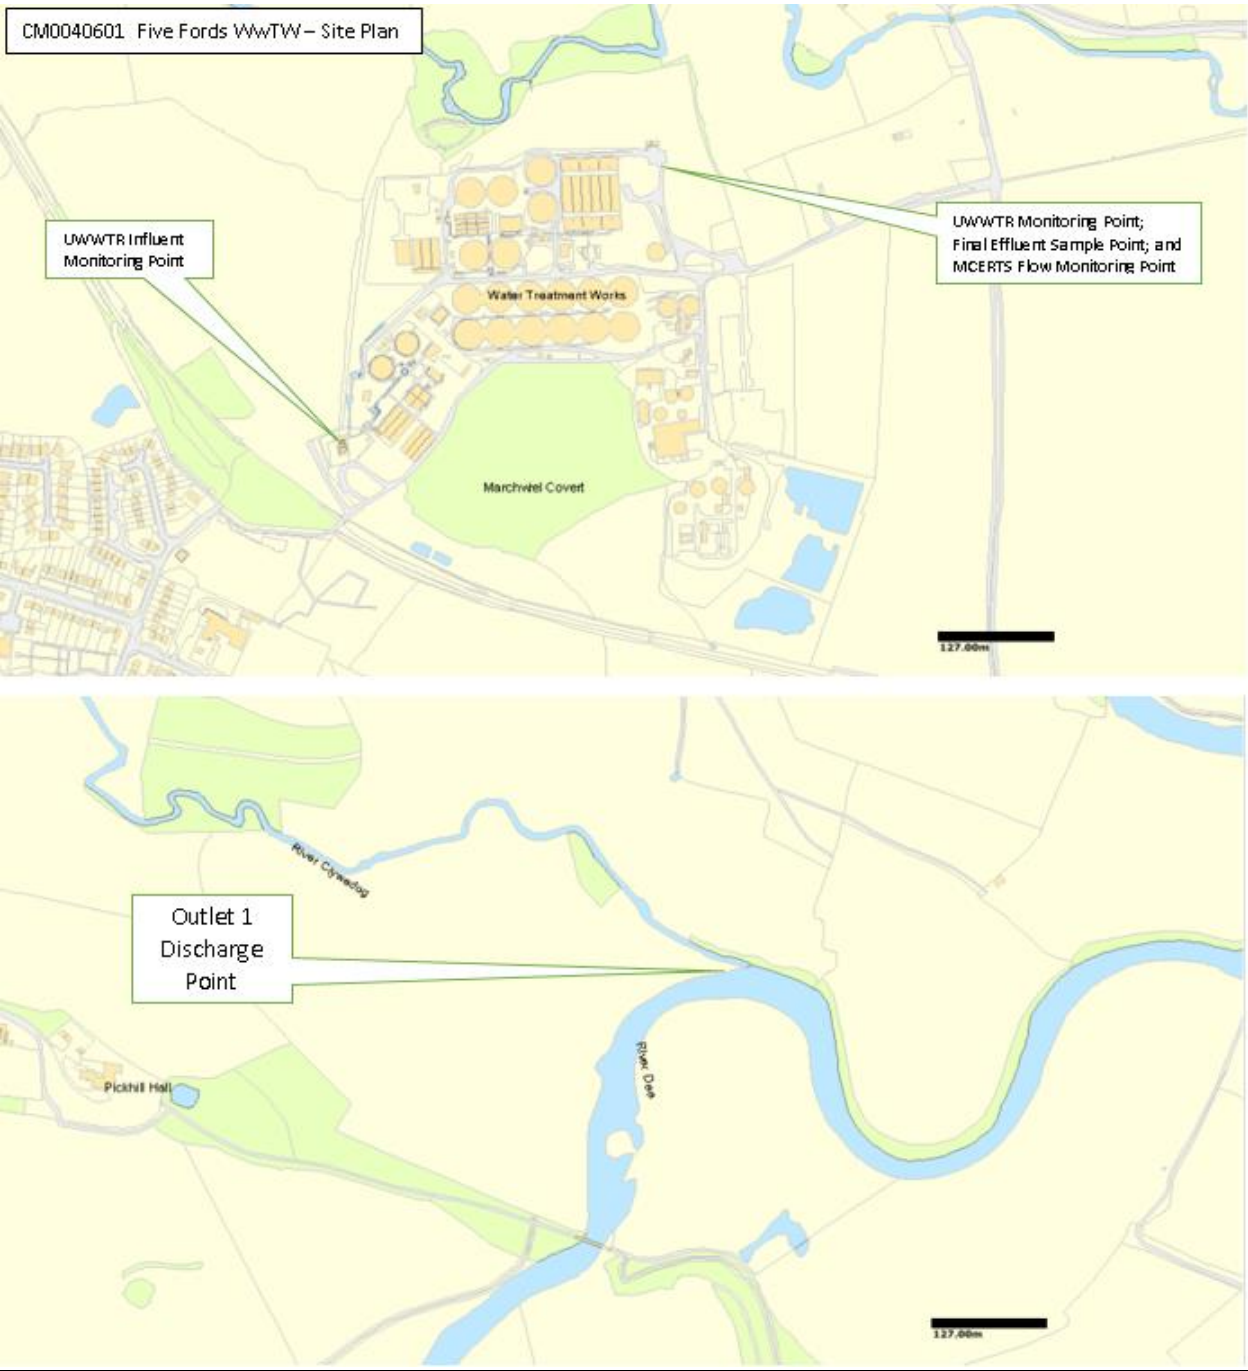 CM0040601 Five Fords WwTW – Site Plan
UWWTR Influent
Monitoring Point
UWWTR Monitoring Point;
Final Effluent Sample Point; and
MCERTS Flow Monitoring Point
Water Treatment Works
Marchwiel Covert
127.00m
River Clywedog
Outlet 1
Discharge
Point
River Dee
Pickhill Hall
127.00m